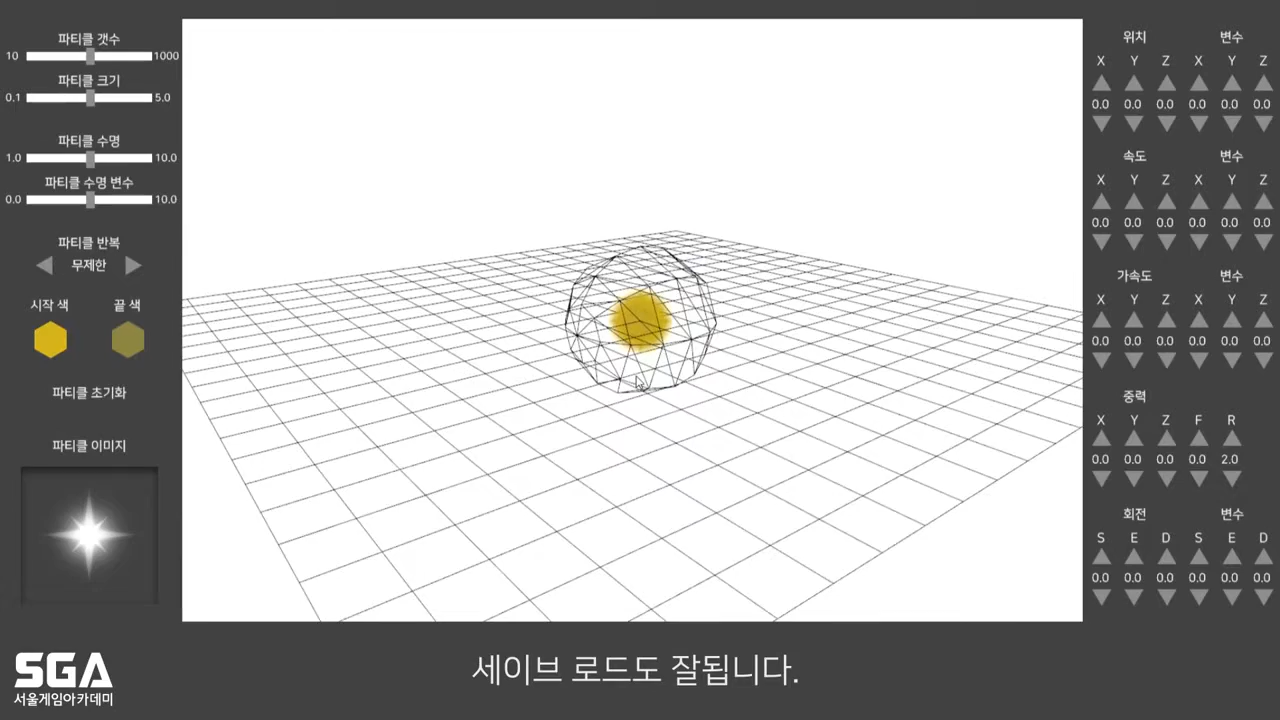 파티클 갯수
10 1000
파티클 크기
0.1 5.0
파티클 수명
1.0 10.0
파티클 수명 변수
0.0 10.0
파티클 반복
무제한
시작 색 끝 색
파티클 초기화
파티클 이미지
위치 변수
X Y Z X Y Z
0.0 0.0 0.0 0.0 0.0 0.0
속도 변수
X Y Z X Y Z
0.0 0.0 0.0 0.0 0.0 0.0
가속도 변수
X Y Z X Y Z
0.0 0.0 0.0 0.0 0.0 0.0
중력
X Y Z F R
0.0 0.0 0.0 0.0 2.0
회전 변수
S E D S E D
0.0 0.0 0.0 0.0 0.0 0.0
SGA
서울게임아카데미
세이브 로드도 잘됩니다.